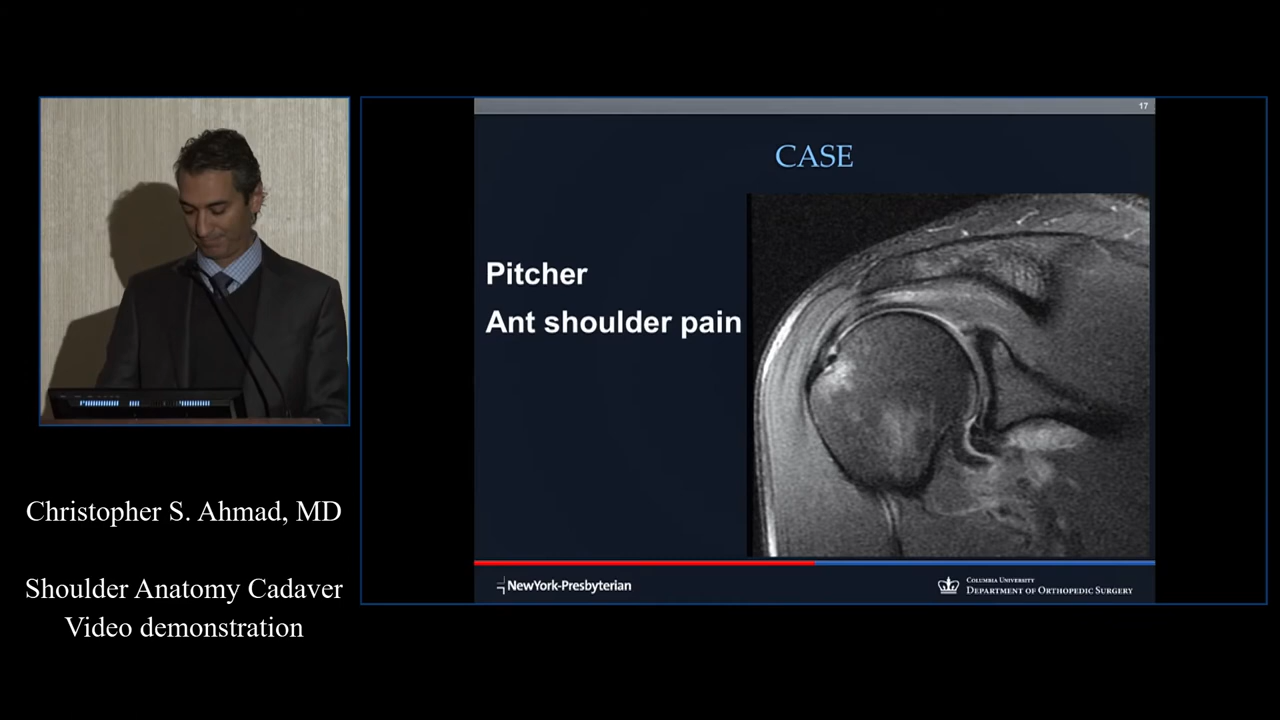 17
CASE
Pitcher
Ant shoulder pain
NewYork-Presbyterian
COLUMBIA UNIVERSITY
DEPARTMENT OF ORTHOPEDIC SURGERY
Christopher S. Ahmad, MD
Shoulder Anatomy Cadaver
Video demonstration